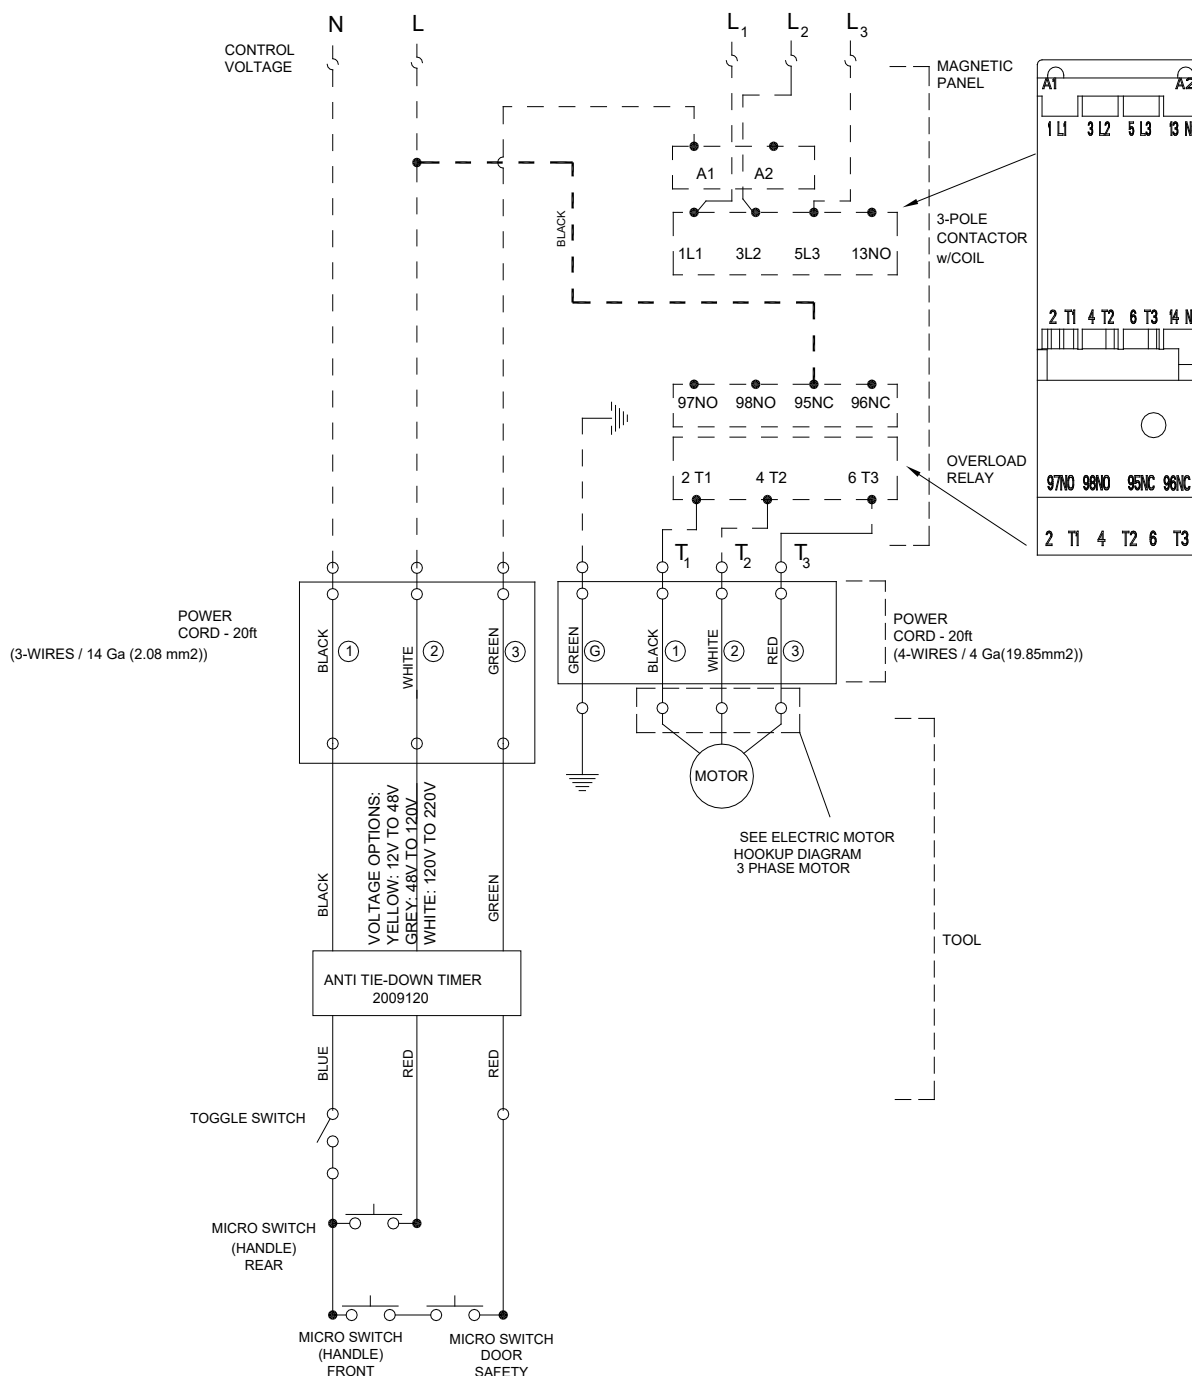 N
L
L1
L2
L3
CONTROL
VOLTAGE
MAGNETIC
PANEL
A1
A2
1 L1
3 L2
5 L3
13 N
A1
A2
BLACK
3-POLE
CONTACTOR
w/COIL
1L1
3L2
5L3
13NO
2 T1
4 T2
6 T3
14 N
97NO
98NO
95NC
96NC
OVERLOAD
RELAY
2 T1
4 T2
6 T3
97NO
98NO
95NC
96NC
2 T1
4 T2
6 T3
T1
T2
T3
POWER
CORD - 20ft
(3-WIRES / 14 Ga (2.08 mm2))
BLACK
1
WHITE
2
GREEN
3
GREEN
G
BLACK
1
WHITE
2
RED
3
POWER
CORD - 20ft
(4-WIRES / 4 Ga(19.85mm2))
MOTOR
SEE ELECTRIC MOTOR
HOOKUP DIAGRAM
3 PHASE MOTOR
TOOL
BLACK
VOLTAGE OPTIONS:
YELLOW: 12V TO 48V
GREY: 48V TO 120V
WHITE: 120V TO 220V
GREEN
ANTI TIE-DOWN TIMER
2009120
BLUE
RED
RED
TOGGLE SWITCH
MICRO SWITCH
(HANDLE)
REAR
MICRO SWITCH
(HANDLE)
FRONT
MICRO SWITCH
DOOR
SAFETY